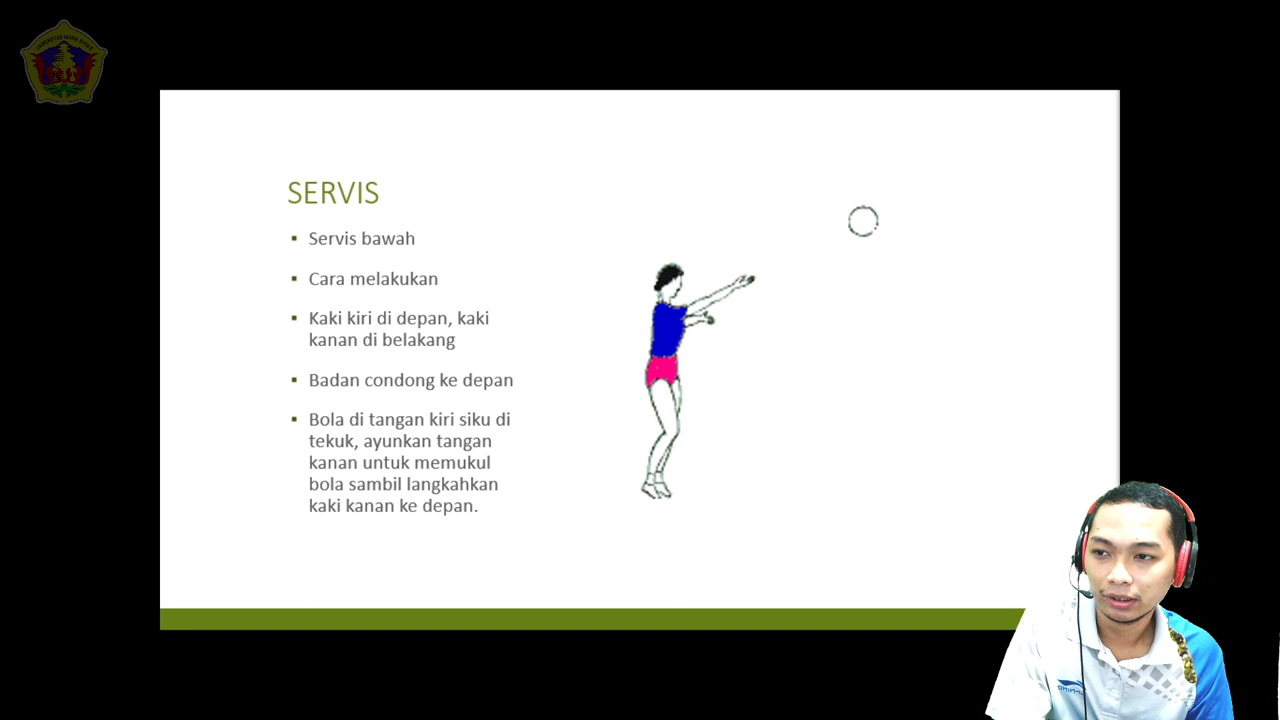 SERVIS
Servis bawah
Cara melakukan
Kaki kiri di depan, kaki
kanan di belakang
Badan condong ke depan
Bola di tangan kiri siku di
tekuk, ayunkan tangan
kanan untuk memukul
bola sambil langkahkan
kaki kanan ke depan.